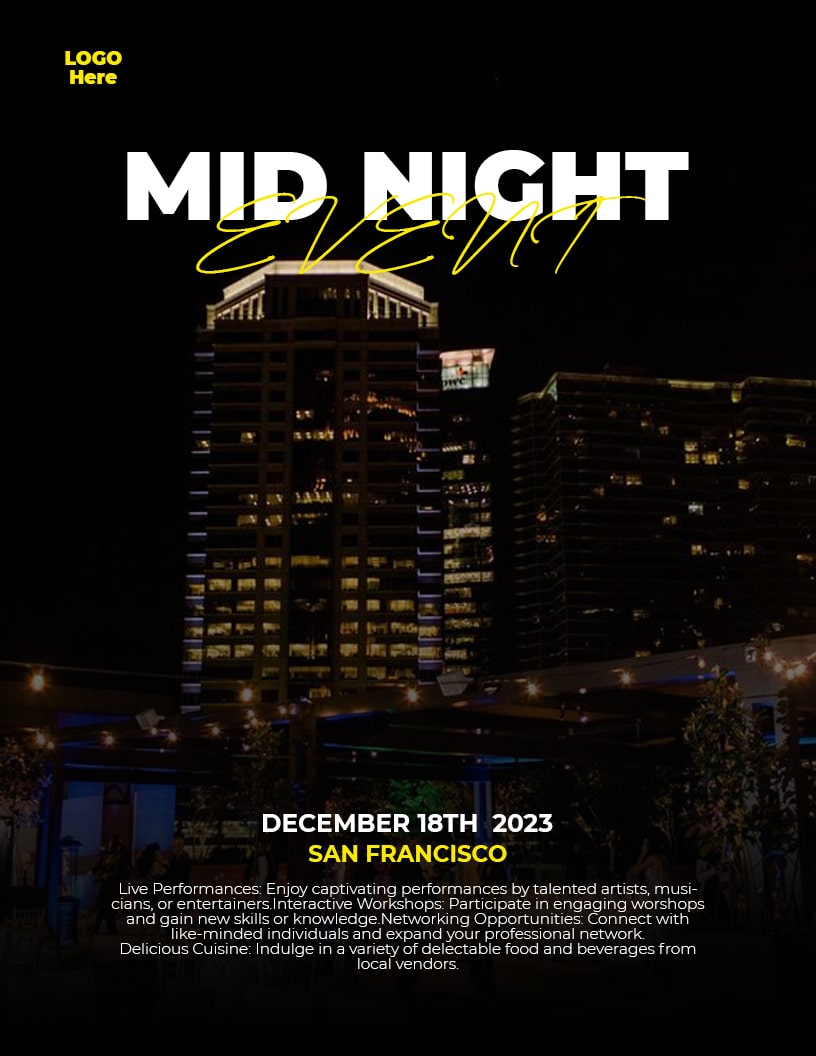 LOGO
Here
MID NIGHT
EVENT
pwc
DECEMBER 18TH  2023
SAN FRANCISCO
Live Performances: Enjoy captivating performances by talented artists, musi-
cians, or entertainers.Interactive Workshops: Participate in engaging worshops
and gain new skills or knowledge.Networking Opportunities: Connect with
like-minded individuals and expand your professional network.
Delicious Cuisine: Indulge in a variety of delectable food and beverages from
local vendors.